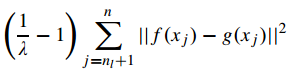 (1/λ − 1) ∑_{j=n_l+1}^{n} ||f(x_j) − g(x_j)||²